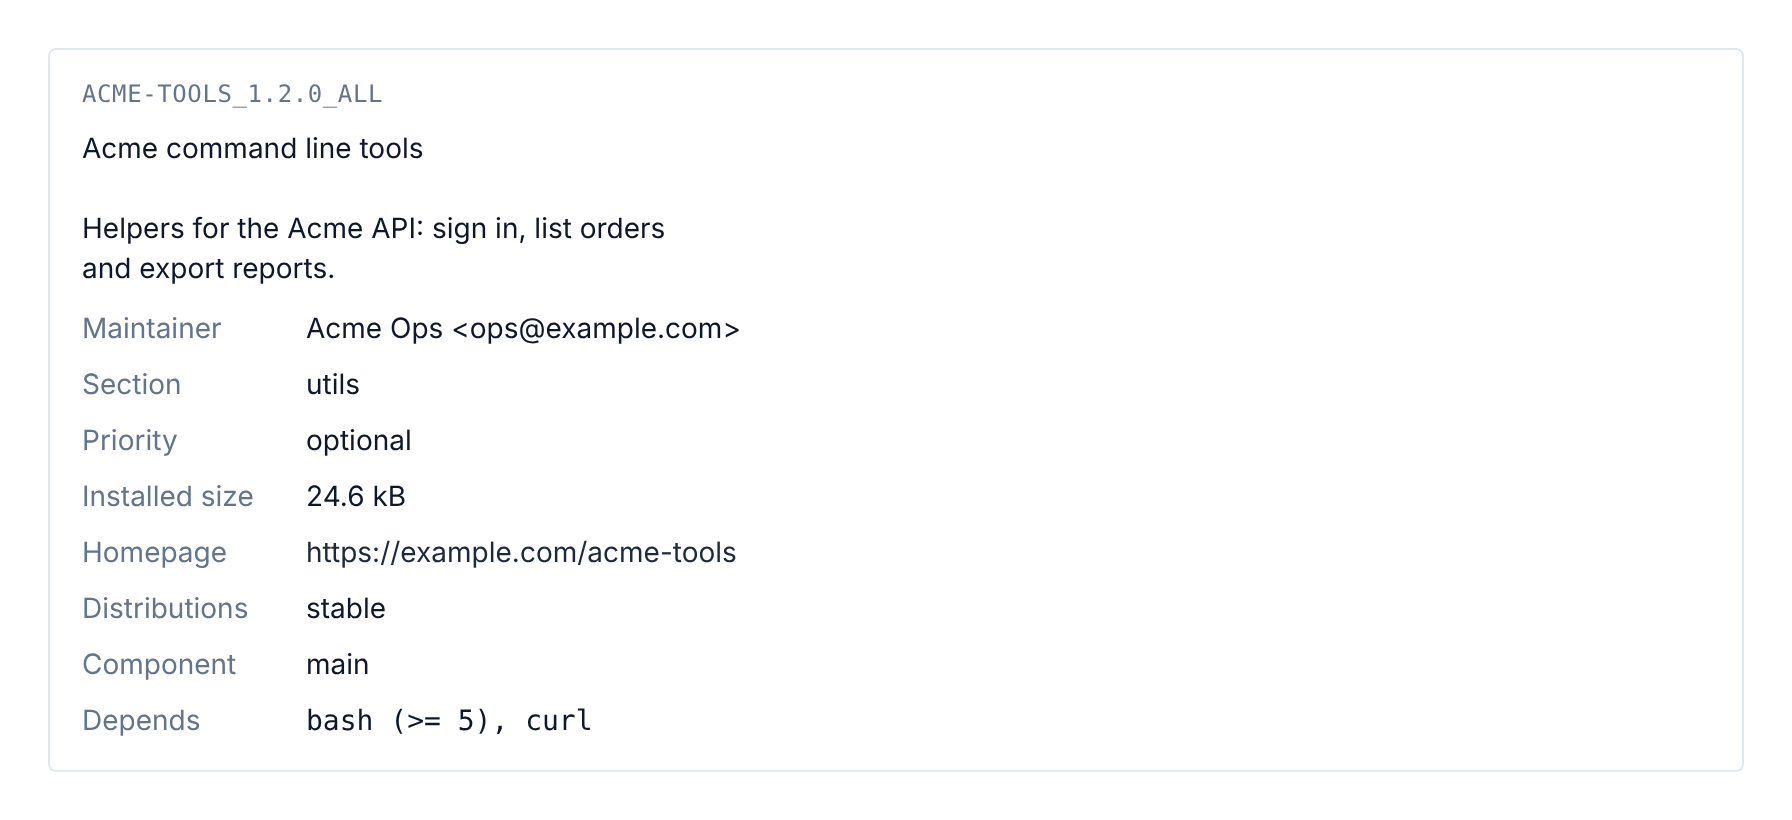 ACME-TOOLS_1.2.0_ALL
Acme command line tools
Helpers for the Acme API: sign in, list orders
and export reports.
Maintainer Acme Ops <ops@example.com>
Section utils
Priority optional
Installed size 24.6 kB
Homepage https://example.com/acme-tools
Distributions stable
Component main
Depends bash (>= 5), curl